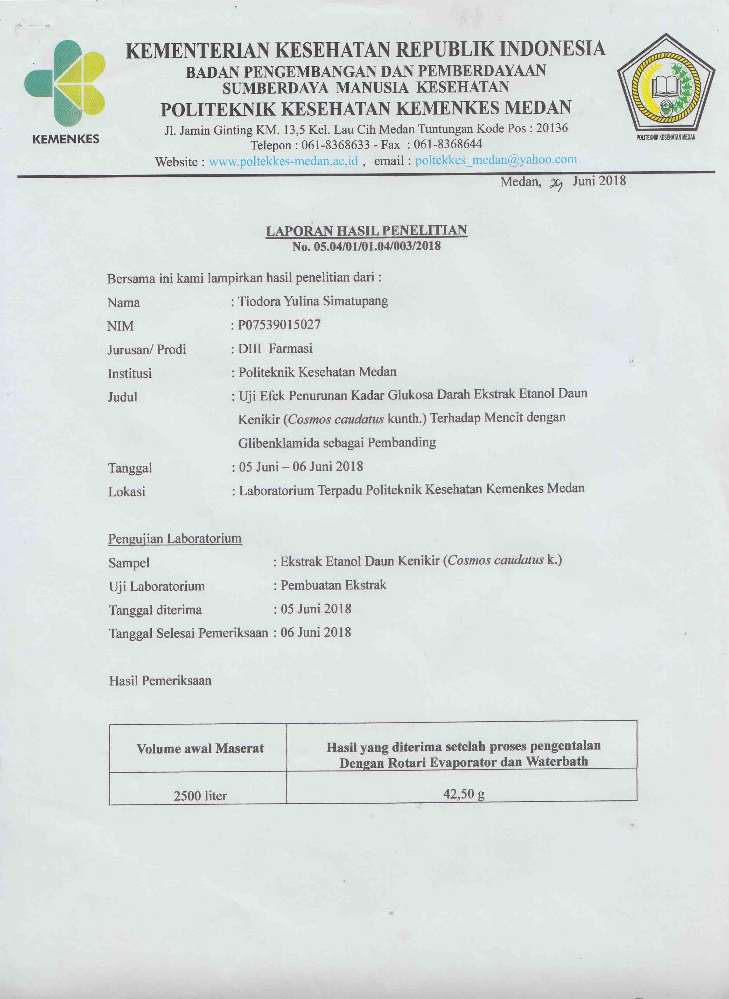 KEMENTERIAN KESEHATAN REPUBLIK INDONESIA
BADAN PENGEMBANGAN DAN PEMBERDAYAAN
SUMBERDAYA MANUSIA KESEHATAN
POLITEKNIK KESEHATAN KEMENKES MEDAN
Jl. Jamin Ginting KM. 13,5 Kel. Lau Cih Medan Tuntungan Kode Pos : 20136
Telepon : 061-8368633 - Fax : 061-8368644
Website : www.poltekkes-medan.ac,id , email : poltekkes_medan@yahoo.com
KEMENKES
POLITEKNIK KESEHATAN MEDAN
Medan, 29 Juni 2018
LAPORAN HASIL PENELITIAN
No. 05.04/01/01.04/003/2018
Bersama ini kami lampirkan hasil penelitian dari :
Nama : Tiodora Yulina Simatupang
NIM : P07539015027
Jurusan/ Prodi : DIII Farmasi
Institusi : Politeknik Kesehatan Medan
Judul : Uji Efek Penurunan Kadar Glukosa Darah Ekstrak Etanol Daun
Kenikir (Cosmos caudatus kunth.) Terhadap Mencit dengan
Glibenklamida sebagai Pembanding
Tanggal : 05 Juni – 06 Juni 2018
Lokasi : Laboratorium Terpadu Politeknik Kesehatan Kemenkes Medan
Pengujian Laboratorium
Sampel : Ekstrak Etanol Daun Kenikir (Cosmos caudatus k.)
Uji Laboratorium : Pembuatan Ekstrak
Tanggal diterima : 05 Juni 2018
Tanggal Selesai Pemeriksaan : 06 Juni 2018
Hasil Pemeriksaan
Volume awal Maserat
Hasil yang diterima setelah proses pengentalan
Dengan Rotari Evaporator dan Waterbath
2500 liter
42,50 g